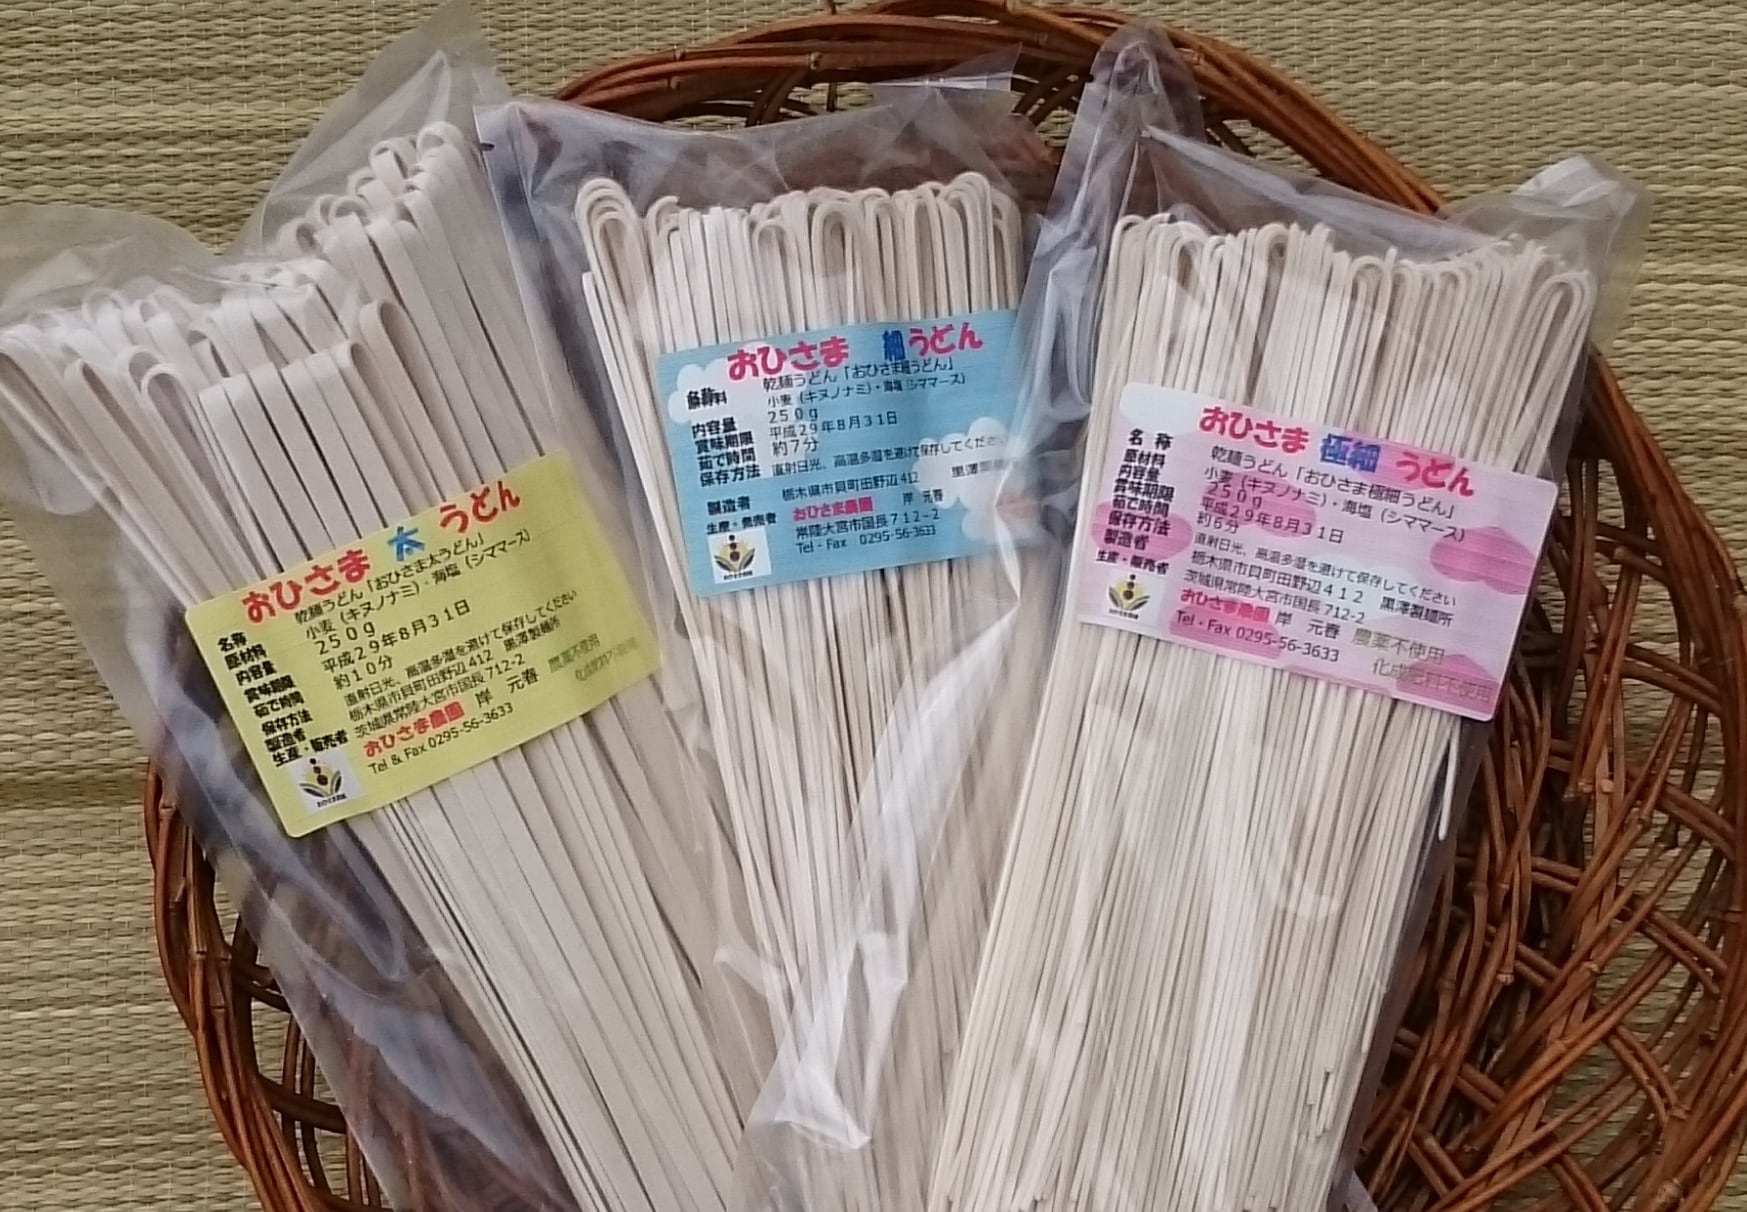 おひさま 太 うどん
名称 乾麺うどん「おひさま太うどん」
原材料 小麦（キヌノナミ）・海塩（シママース）
内容量 250g
賞味期限 平成29年8月31日
茹で時間 約10分
保存方法 直射日光、高温多湿を避けて保存してください
製造者 栃木県市貝町田野辺412 黒澤製麺所
生産・販売者 茨城県常陸大宮市国長712-2
おひさま農園 岸 元春 農薬不使用
Tel & Fax 0295-56-3633 化成肥料不使用
おひさま 細うどん
乾麺うどん「おひさま細うどん」
小麦（キヌノナミ）・海塩（シママース）
内容量 250g
賞味期限 平成29年8月31日
茹で時間 約7分
保存方法 直射日光、高温多湿を避けて保存してください
製造者 栃木県市貝町田野辺412 黒澤製麺
生産・発売者 おひさま農園 岸 元春
常陸大宮市国長712-2
Tel・Fax 0295-56-3633
おひさま 極細 うどん
名称 乾麺うどん「おひさま極細うどん」
原材料 小麦（キヌノナミ）・海塩（シママース）
内容量 250g
賞味期限 平成29年8月31日
茹で時間 約6分
保存方法 直射日光、高温多湿を避けて保存してください
製造者 栃木県市貝町田野辺412 黒澤製麺所
生産・販売者 茨城県常陸大宮市国長712-2
おひさま農園 岸 元春 農薬不使用
Tel・Fax 0295-56-3633 化成肥料不使用